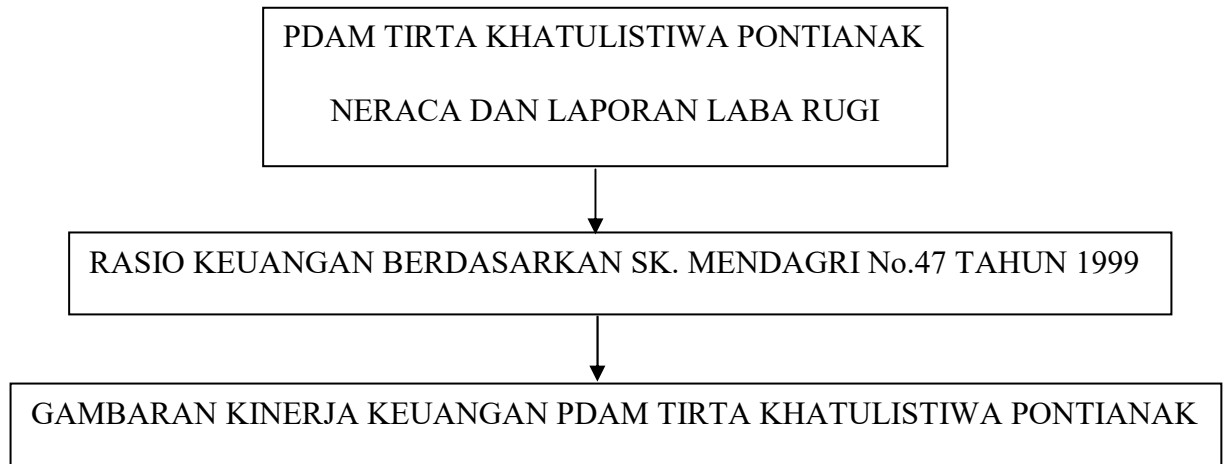 PDAM TIRTA KHATULISTIWA PONTIANAK
NERACA DAN LAPORAN LABA RUGI
RASIO KEUANGAN BERDASARKAN SK. MENDAGRI No.47 TAHUN 1999
GAMBARAN KINERJA KEUANGAN PDAM TIRTA KHATULISTIWA PONTIANAK